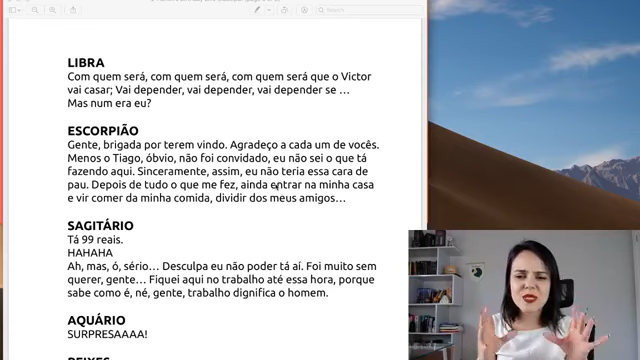 Search
LIBRA
Com quem será, com quem será, com quem será que o Victor
vai casar; Vai depender, vai depender, vai depender se ...
Mas num era eu?
ESCORPIÃO
Gente, brigada por terem vindo. Agradeço a cada um de vocês.
Menos o Tiago, óbvio, não foi convidado, eu não sei o que tá
fazendo aqui. Sinceramente, assim, eu não teria essa cara de
pau. Depois de tudo o que me fez, ainda entrar na minha casa
e vir comer da minha comida, dividir dos meus amigos...
SAGITÁRIO
Tá 99 reais.
HAHAHA
Ah, mas, ó, sério... Desculpa eu não poder tá aí. Foi muito sem
querer, gente... Fiquei aqui no trabalho até essa hora, porque
sabe como é, né, gente, trabalho dignifica o homem.
AQUÁRIO
SURPRESAAAA!
PEIXES